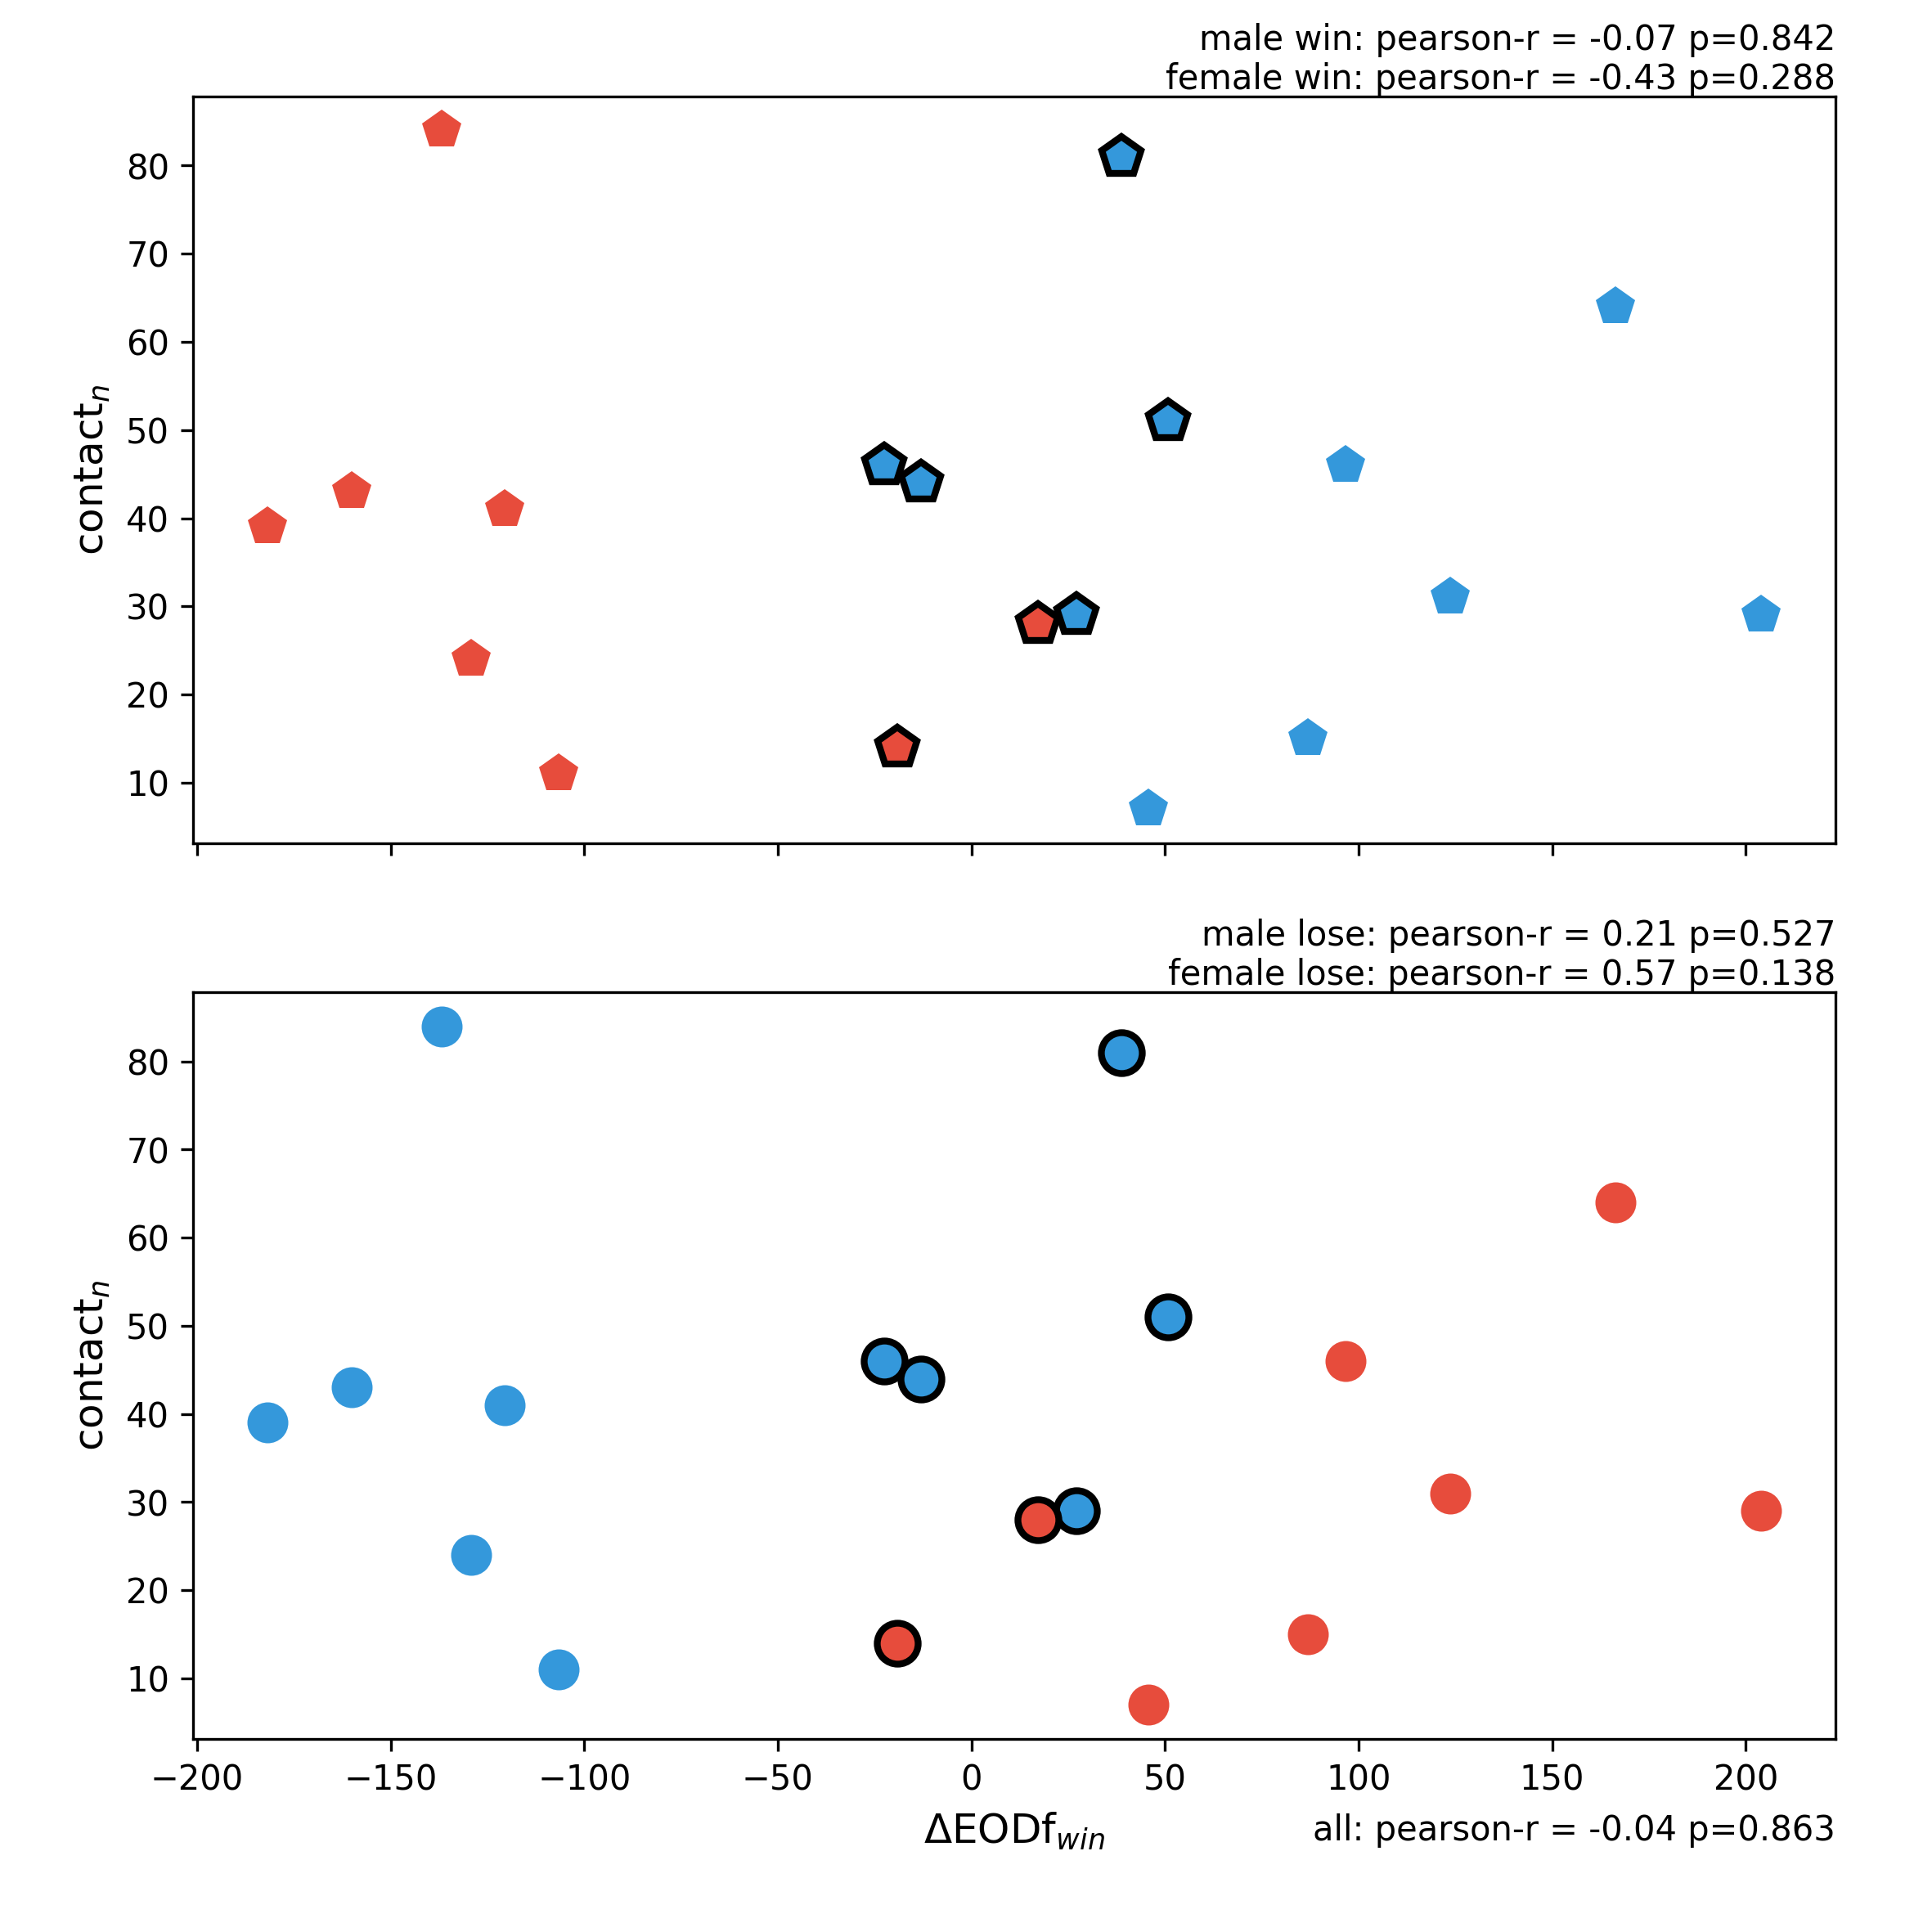 male win: pearson-r = -0.07 p=0.842
female win: pearson-r = -0.43 p=0.288
80
70
60
50
40
30
20
10
contactn
male lose: pearson-r = 0.21 p=0.527
female lose: pearson-r = 0.57 p=0.138
80
70
60
50
40
30
20
10
contactn
−200 −150 −100 −50 0 50 100 150 200
ΔEODfwin
all: pearson-r = -0.04 p=0.863